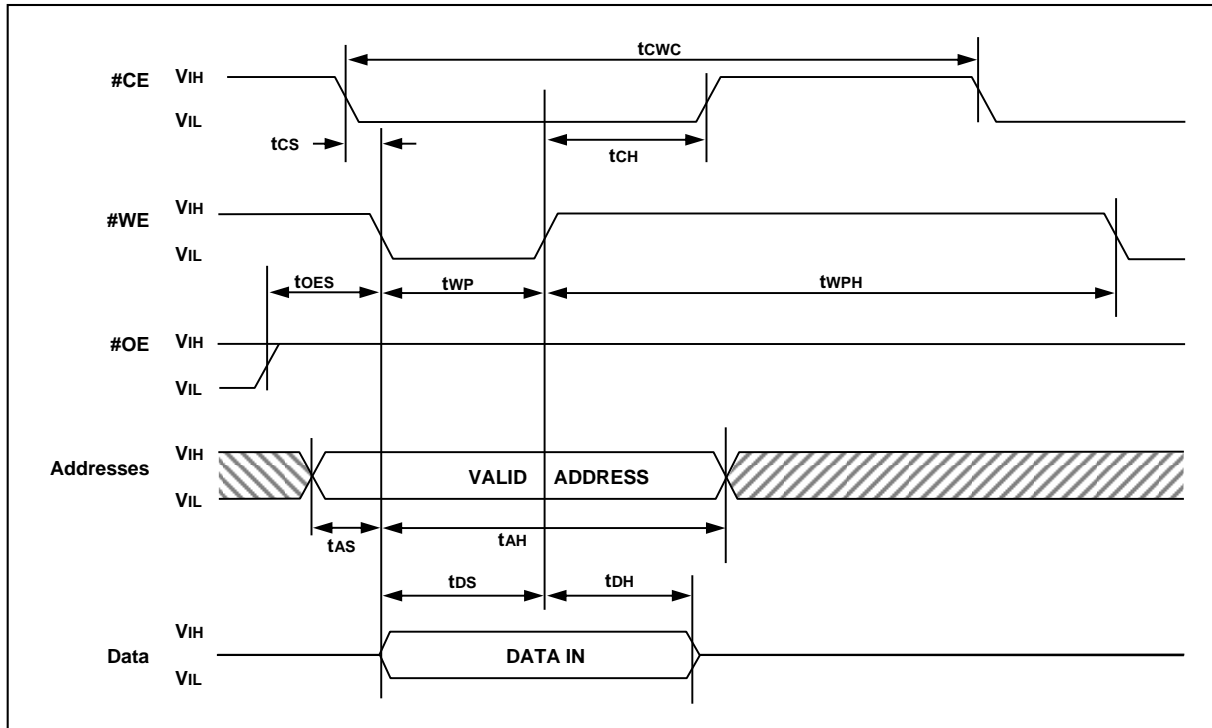 tCWC
#CE VIH
VIL
tCS
tCH
#WE VIH
VIL
tOES tWP tWPH
#OE VIH
VIL
Addresses VIH
VALID ADDRESS
VIL
tAS tAH
tDS tDH
Data VIH
DATA IN
VIL